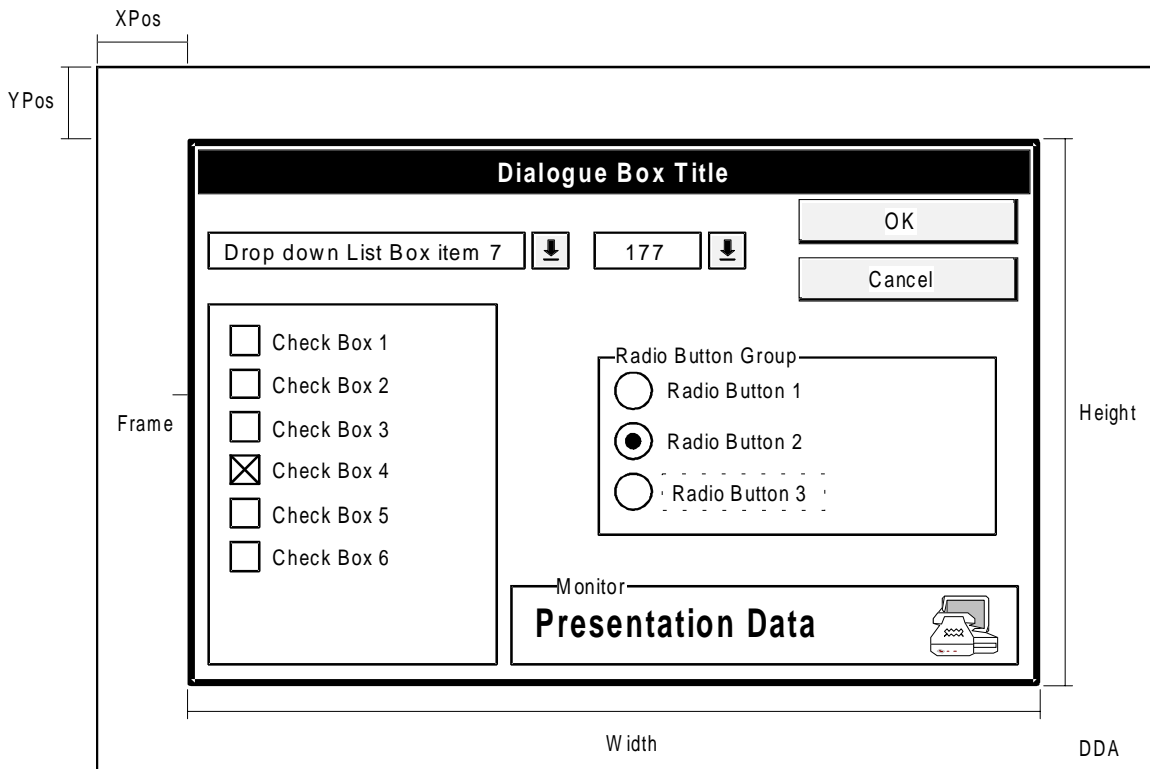 XPos
YPos
Dialogue Box Title
Drop down List Box item 7
177
OK
Cancel
Check Box 1
Check Box 2
Check Box 3
Check Box 4
Check Box 5
Check Box 6
Radio Button Group
Radio Button 1
Radio Button 2
Radio Button 3
Frame
Height
Monitor
Presentation Data
Width
DDA